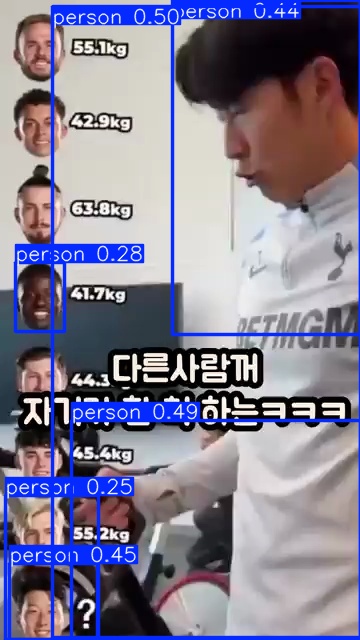 person 0.50
person 0.44
55.1kg
42.9kg
63.8kg
person 0.28
41.7kg
44.3
다른사람꺼
BETMGM
person 0.49
하는ㅋㅋㅋ
45.4kg
person 0.25
55.2kg
person 0.45
?